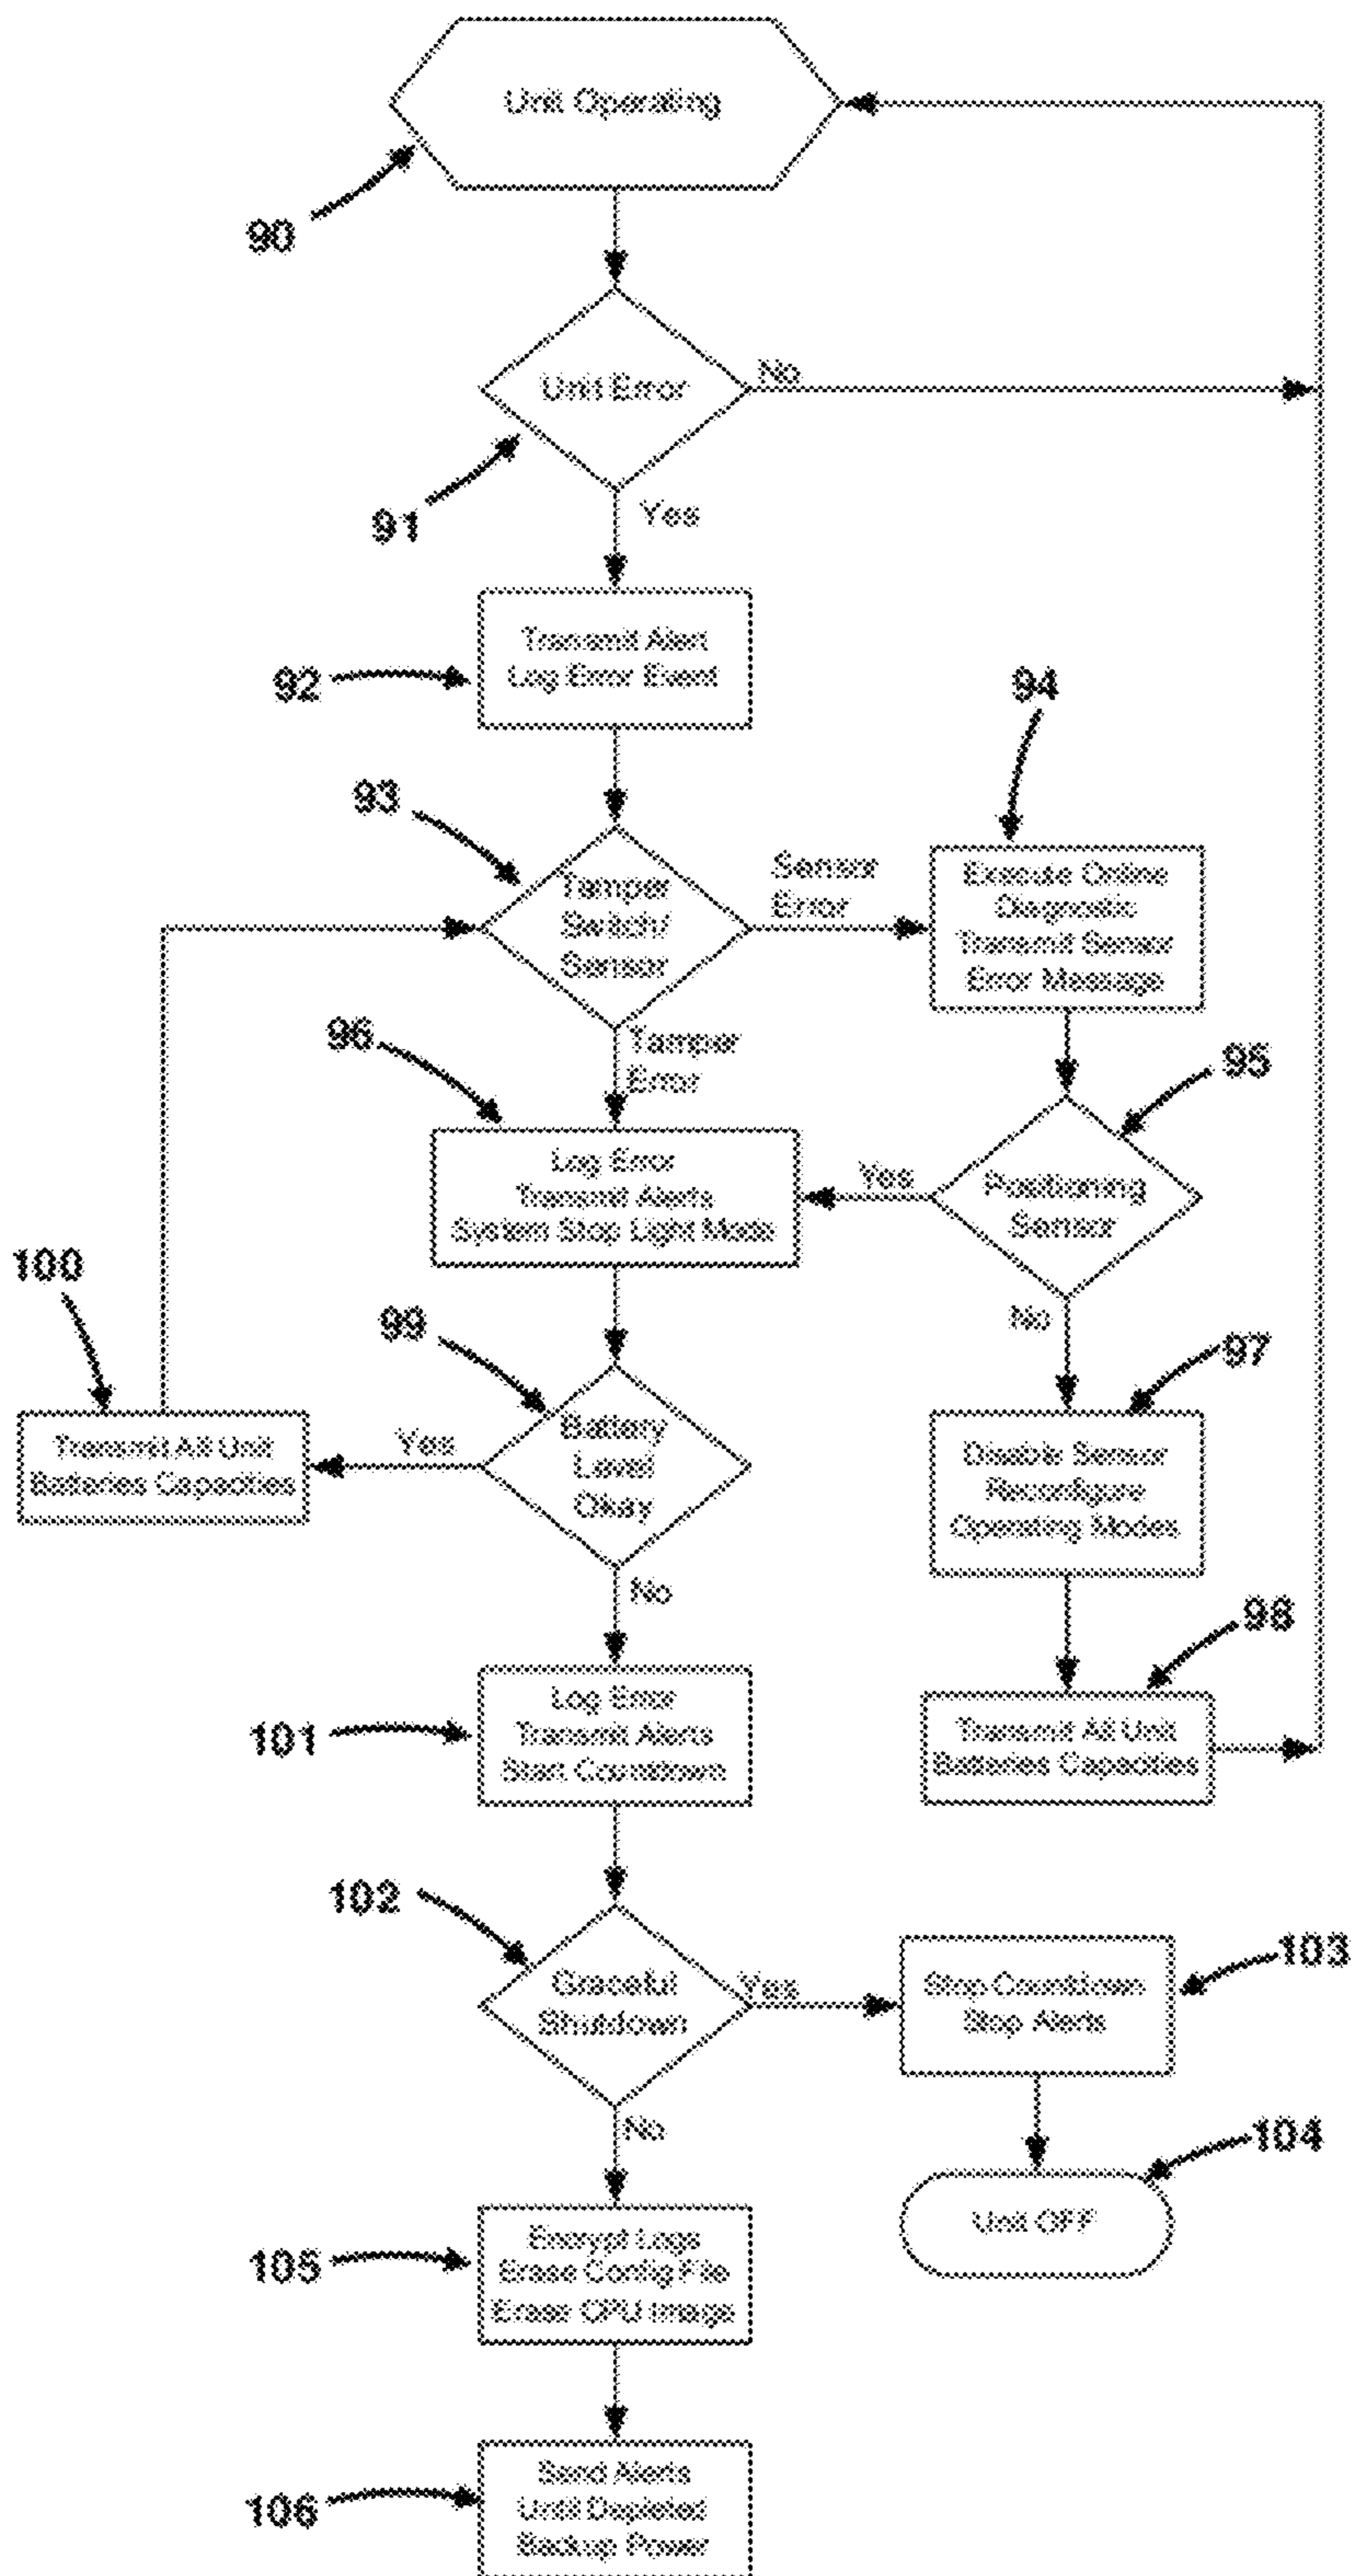 Unit Operating
90
Unit Error
No
91
Yes
Transmit Alert
Log Error Event
92
94
93
Tamper
Switch/
Sensor
Sensor
Error
Execute Online
Diagnostic
Transmit Sensor
Error Message
96
Tamper
Error
95
Log Error
Transmit Alerts
System Stop Light Mode
Yes
Positioning
Sensor
100
99
No
97
Transmit All Unit
Batteries Capacities
Yes
Battery
Level
Okay
Disable Sensor
Reconfigure
Operating Modes
No
98
101
Log Error
Transmit Alerts
Start Countdown
Transmit All Unit
Batteries Capacities
102
Graceful
Shutdown
Yes
Stop Countdown
Stop Alerts
103
No
104
Unit OFF
105
Encrypt Logs
Erase Config File
Eraser CPU Image
106
Send Alerts
Until Depleted
Backup Power